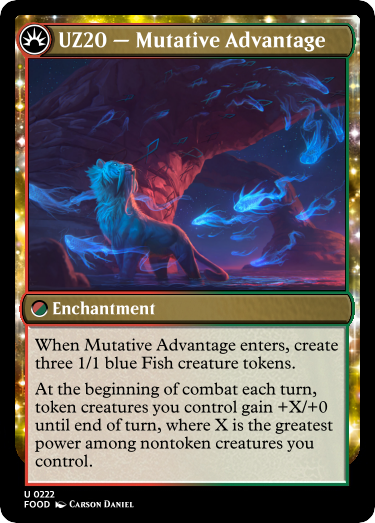 UZ20 — Mutative Advantage
Enchantment
When Mutative Advantage enters, create
three 1/1 blue Fish creature tokens.
At the beginning of combat each turn,
token creatures you control gain +X/+0
until end of turn, where X is the greatest
power among nontoken creatures you
control.
U 0222
FOOD Carson Daniel